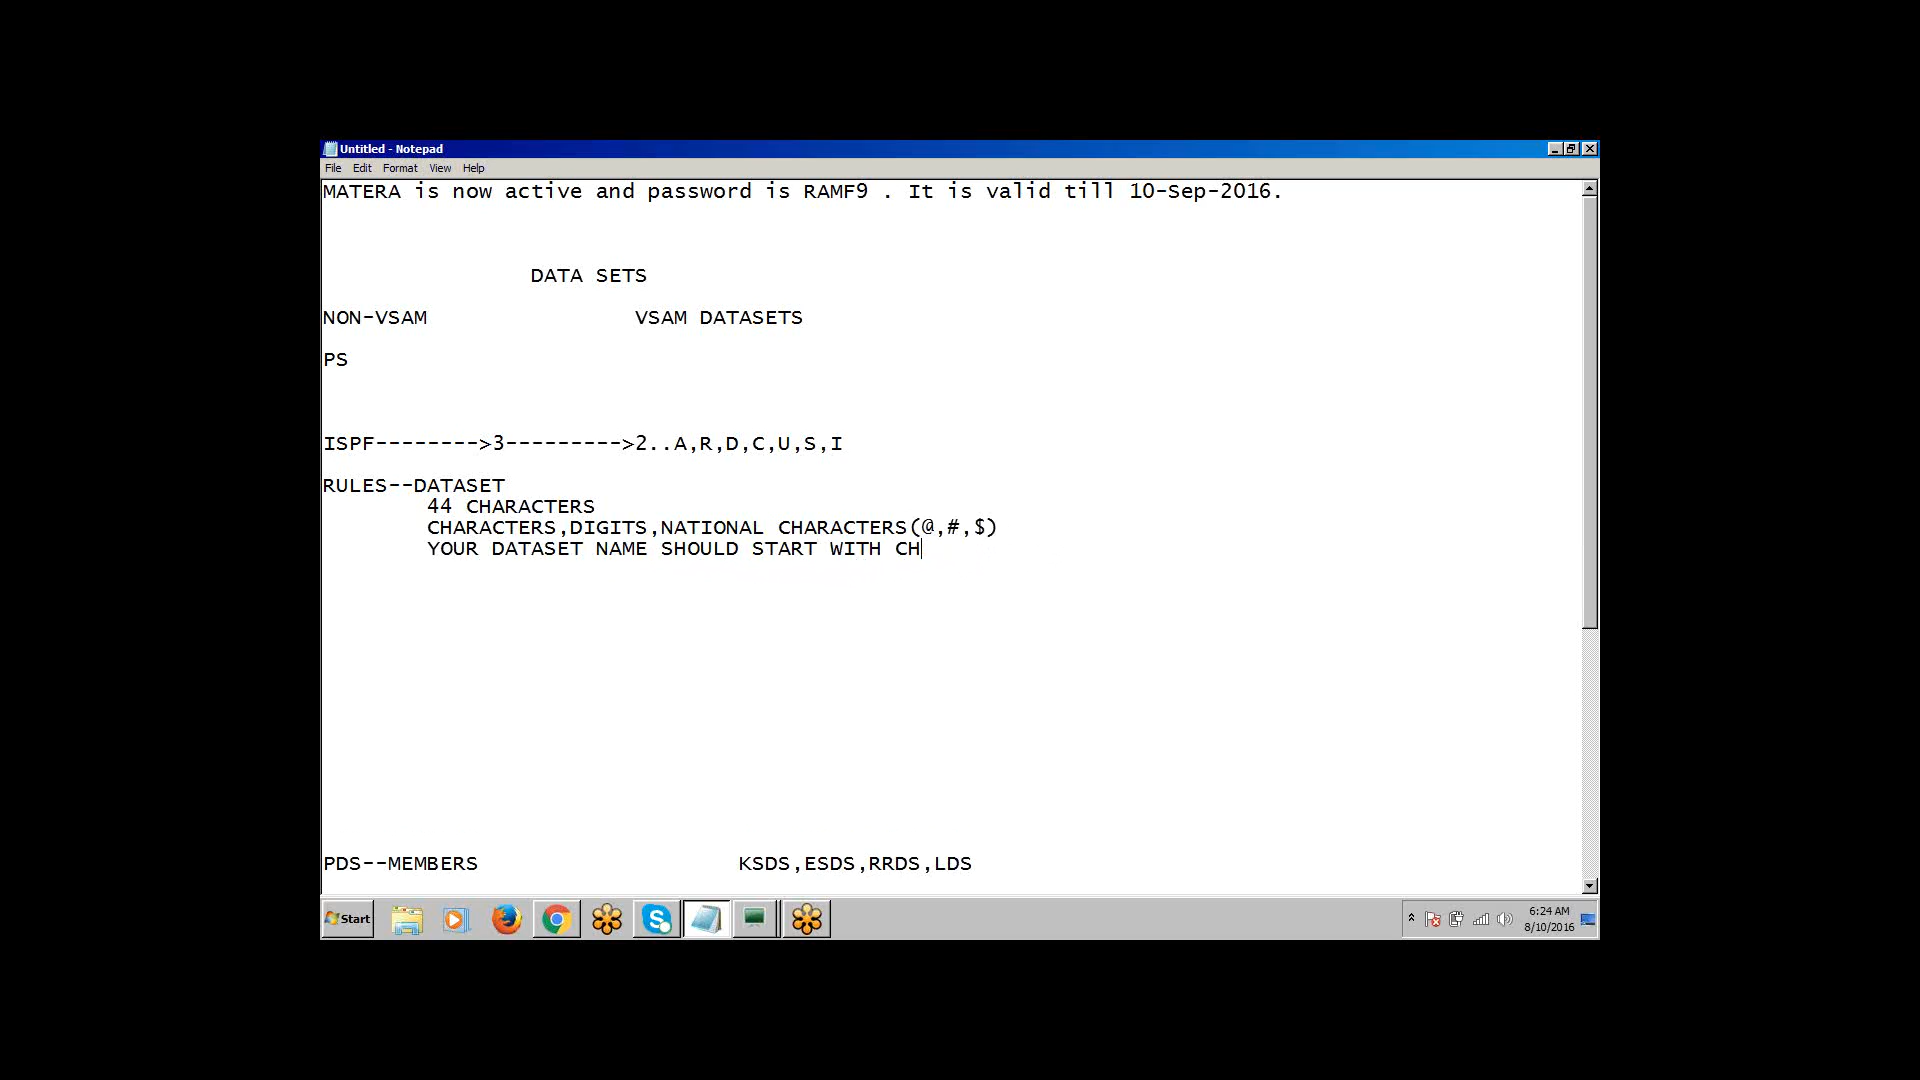 Untitled - Notepad
File Edit Format View Help
MATERA is now active and password is RAMF9 . It is valid till 10-Sep-2016.
DATA SETS
NON-VSAM VSAM DATASETS
PS
ISPF-------->3--------->2..A,R,D,C,U,S,I
RULES--DATASET
44 CHARACTERS
CHARACTERS,DIGITS,NATIONAL CHARACTERS(@,#,$)
YOUR DATASET NAME SHOULD START WITH CH
PDS--MEMBERS KSDS,ESDS,RRDS,LDS
Start
6:24 AM
8/10/2016